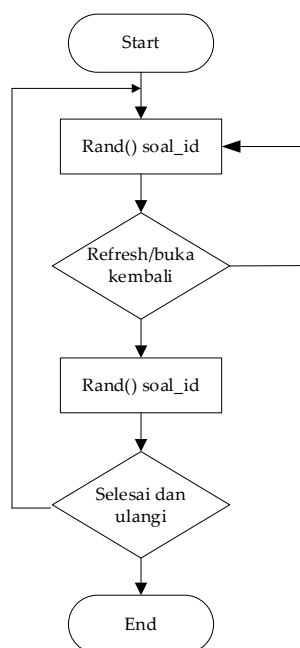 Start
Rand() soal_id
Refresh/buka
kembali
Rand() soal_id
Selesai dan
ulangi
End